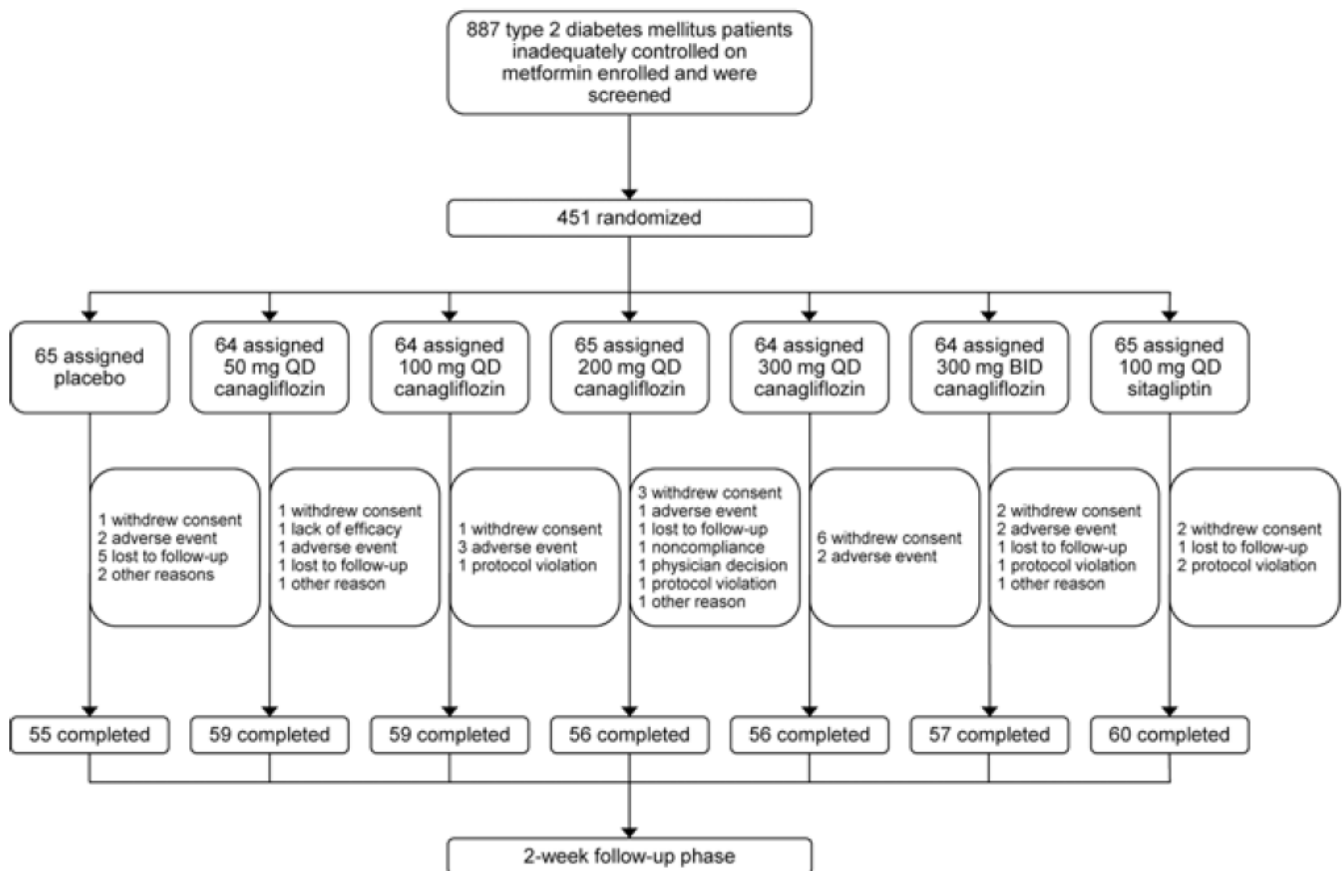 887 type 2 diabetes mellitus patients
inadequately controlled on
metformin enrolled and were
screened
451 randomized
65 assigned
placebo
64 assigned
50 mg QD
canagliflozin
64 assigned
100 mg QD
canagliflozin
65 assigned
200 mg QD
canagliflozin
64 assigned
300 mg QD
canagliflozin
64 assigned
300 mg BID
canagliflozin
65 assigned
100 mg QD
sitagliptin
1 withdrew consent
2 adverse event
5 lost to follow-up
2 other reasons
1 withdrew consent
1 lack of efficacy
1 adverse event
1 lost to follow-up
1 other reason
1 withdrew consent
3 adverse event
1 protocol violation
3 withdrew consent
1 adverse event
1 lost to follow-up
1 noncompliance
1 physician decision
1 protocol violation
1 other reason
6 withdrew consent
2 adverse event
2 withdrew consent
2 adverse event
1 lost to follow-up
1 protocol violation
1 other reason
2 withdrew consent
1 lost to follow-up
2 protocol violation
55 completed
59 completed
59 completed
56 completed
56 completed
57 completed
60 completed
2-week follow-up phase